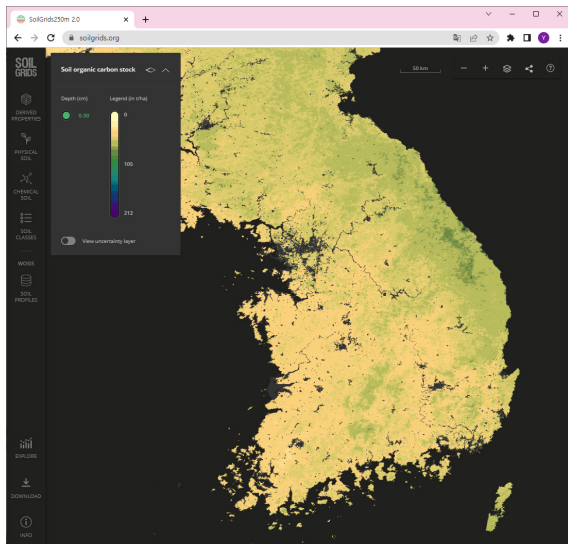 SoilGrids250m 2.0
soilgrids.org
Y
SOIL
GRIDS
Soil organic carbon stock
50 km
Depth (cm)
Legend (in t/ha)
0-30
0
105
212
View uncertainty layer
DERIVED
PROPERTIES
PHYSICAL
SOIL
CHEMICAL
SOIL
SOIL
CLASSES
WOSIS
SOIL
PROFILES
EXPLORE
DOWNLOAD
INFO